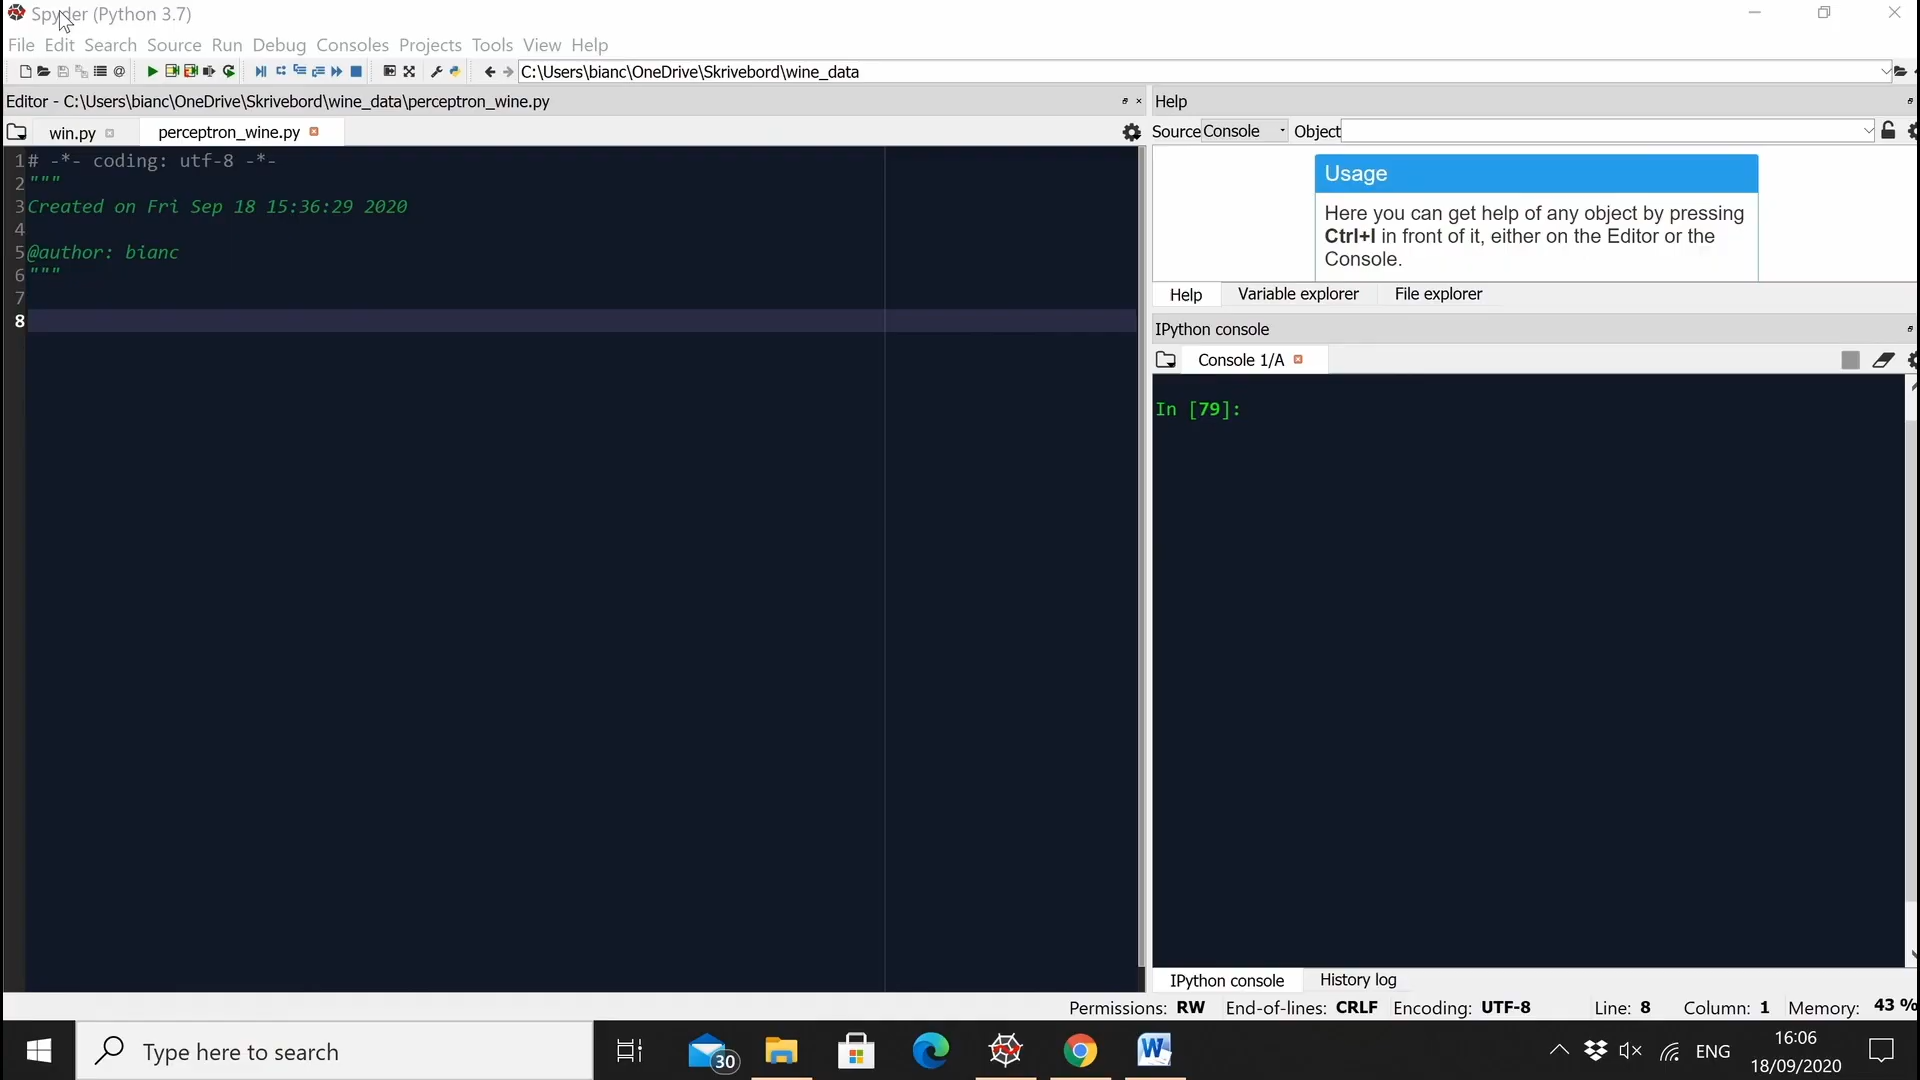 Spyder (Python 3.7)
File Edit Search Source Run Debug Consoles Projects Tools View Help
C:\Users\bianc\OneDrive\Skrivebord\wine_data
Editor - C:\Users\bianc\OneDrive\Skrivebord\wine_data\perceptron_wine.py
win.py perceptron_wine.py
1 # -*- coding: utf-8 -*-
2 """
3 Created on Fri Sep 18 15:36:29 2020
4
5 @author: bianc
6 """
7
8
Help
Source Console Object
Usage
Here you can get help of any object by pressing
Ctrl+I in front of it, either on the Editor or the
Console.
Help Variable explorer File explorer
IPython console
Console 1/A
In [79]:
IPython console History log
Permissions: RW End-of-lines: CRLF Encoding: UTF-8 Line: 8 Column: 1 Memory: 43 %
Type here to search
30
W
ENG
16:06
18/09/2020